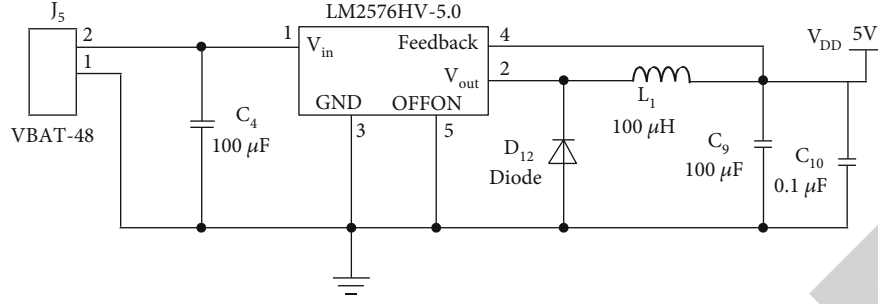 J5
LM2576HV-5.0
2
1
1
Vin
Feedback
4
VDD
5V
Vout
2
GND
OFFON
C4
100 μF
3
5
L1
100 μH
VBAT-48
D12
Diode
C9
100 μF
C10
0.1 μF